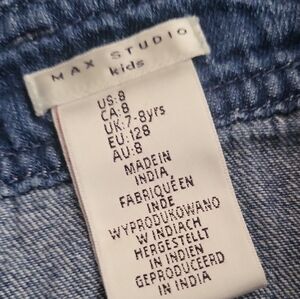 MAX STUDIO
kids
US:8
CA:8
UK:7-8yrs
EU:128
AU:8
MADE IN
INDIA,
FABRIQUÉ EN
INDE
WYPRODUKOWANO
W INDIACH
HERGESTELLT
IN INDIEN
GEPRODUCEERD
IN INDIA